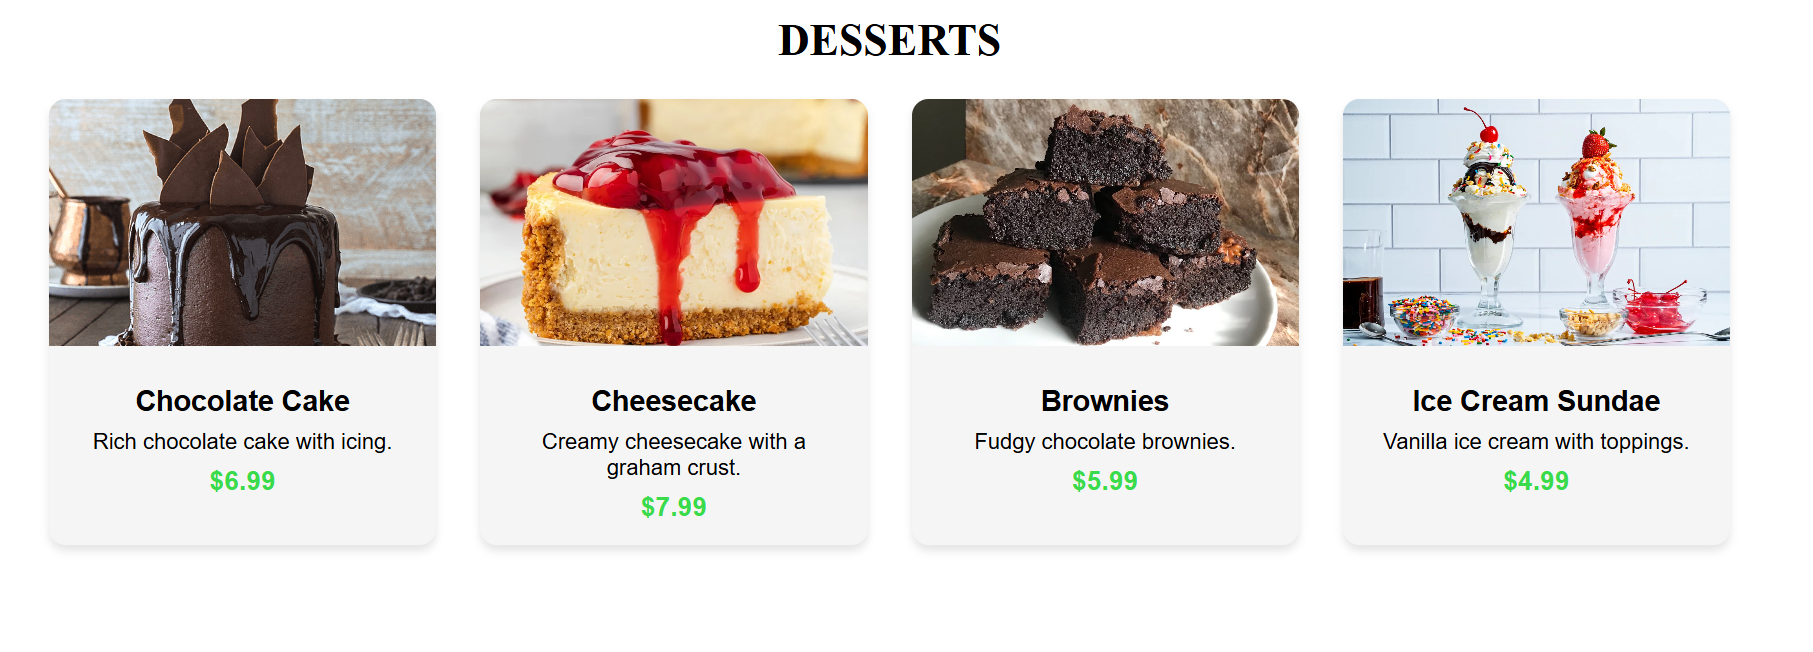 DESSERTS
Chocolate Cake
Rich chocolate cake with icing.
$6.99
Cheesecake
Creamy cheesecake with a
graham crust.
$7.99
Brownies
Fudgy chocolate brownies.
$5.99
Ice Cream Sundae
Vanilla ice cream with toppings.
$4.99